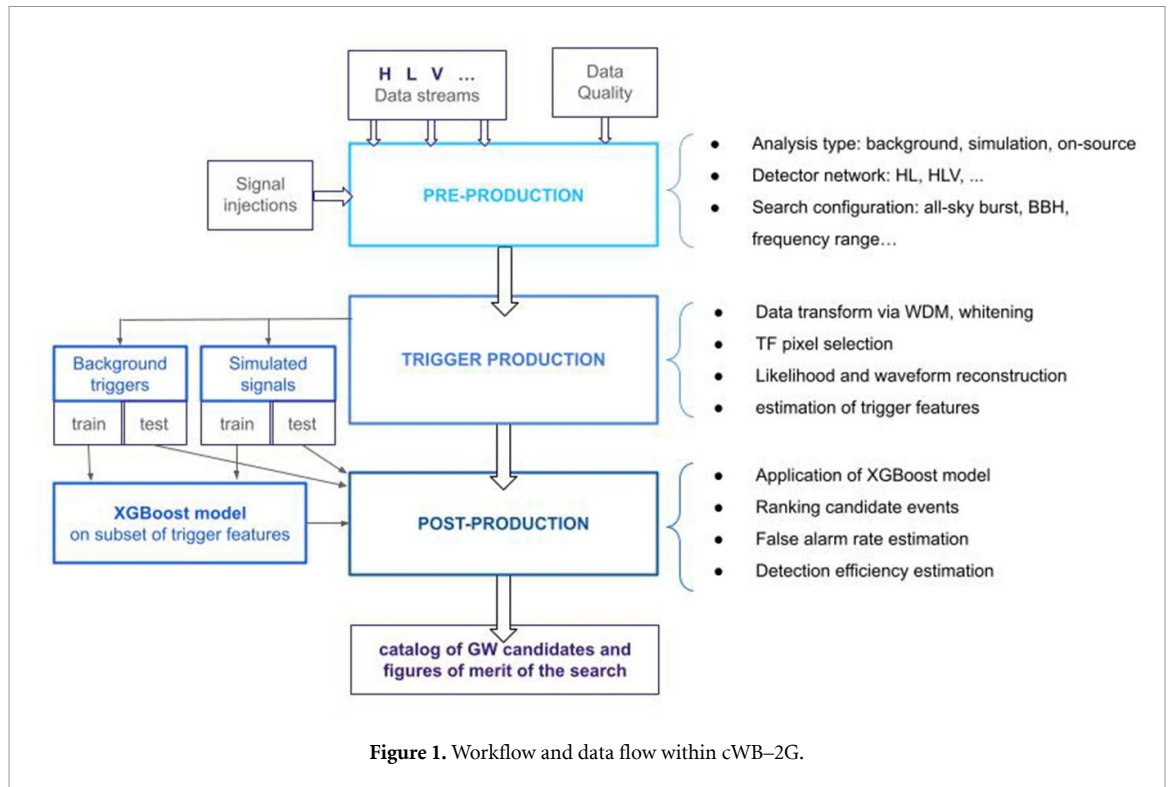 H L V ...
Data streams
Data
Quality
Signal
injections
PRE-PRODUCTION
● Analysis type: background, simulation, on-source
● Detector network: HL, HLV, ...
● Search configuration: all-sky burst, BBH,
frequency range…
TRIGGER PRODUCTION
● Data transform via WDM, whitening
● TF pixel selection
● Likelihood and waveform reconstruction
● estimation of trigger features
Background
triggers
train
test
Simulated
signals
train
test
XGBoost model
on subset of trigger features
POST-PRODUCTION
● Application of XGBoost model
● Ranking candidate events
● False alarm rate estimation
● Detection efficiency estimation
catalog of GW candidates and
figures of merit of the search
Figure 1. Workflow and data flow within cWB–2G.